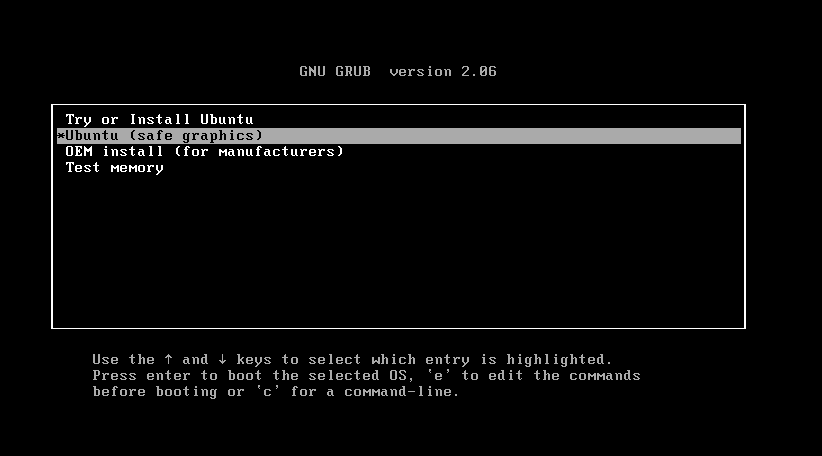 GNU GRUB  version 2.06
Try or Install Ubuntu
*Ubuntu (safe graphics)
OEM install (for manufacturers)
Test memory
Use the ↑ and ↓ keys to select which entry is highlighted.
Press enter to boot the selected OS, `e' to edit the commands
before booting or `c' for a command-line.